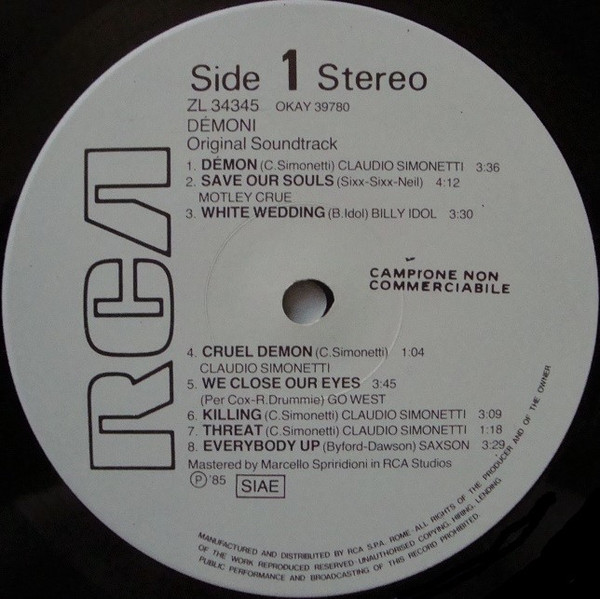 RCA
Side 1 Stereo
ZL 34345 OKAY 39780
DÉMONI
Original Soundtrack
1. DÉMON (C.Simonetti) CLAUDIO SIMONETTI 3:36
2. SAVE OUR SOULS (Sixx-Sixx-Neil) 4:12
MOTLEY CRUE
3. WHITE WEDDING (B.Idol) BILLY IDOL 3:30
CAMPIONE NON
COMMERCIABILE
4. CRUEL DEMON (C.Simonetti) 1:04
CLAUDIO SIMONETTI
5. WE CLOSE OUR EYES 3:45
(Per Cox-R.Drummie) GO WEST
6. KILLING (C.Simonetti) CLAUDIO SIMONETTI 3:09
7. THREAT (C.Simonetti) CLAUDIO SIMONETTI 1:18
8. EVERYBODY UP (Byford-Dawson) SAXSON 3:29
Mastered by Marcello Spriridioni in RCA Studios
Ⓟ '85 SIAE
MANUFACTURED AND DISTRIBUTED BY RCA S.P.A. ROME· ALL RIGHTS OF THE PRODUCER AND OF THE OWNER
OF THE WORK REPRODUCED RESERVED·UNAUTHORISED COPYING, HIRING, LENDING
PUBLIC PERFORMANCE AND BROADCASTING OF THIS RECORD PROHIBITED.